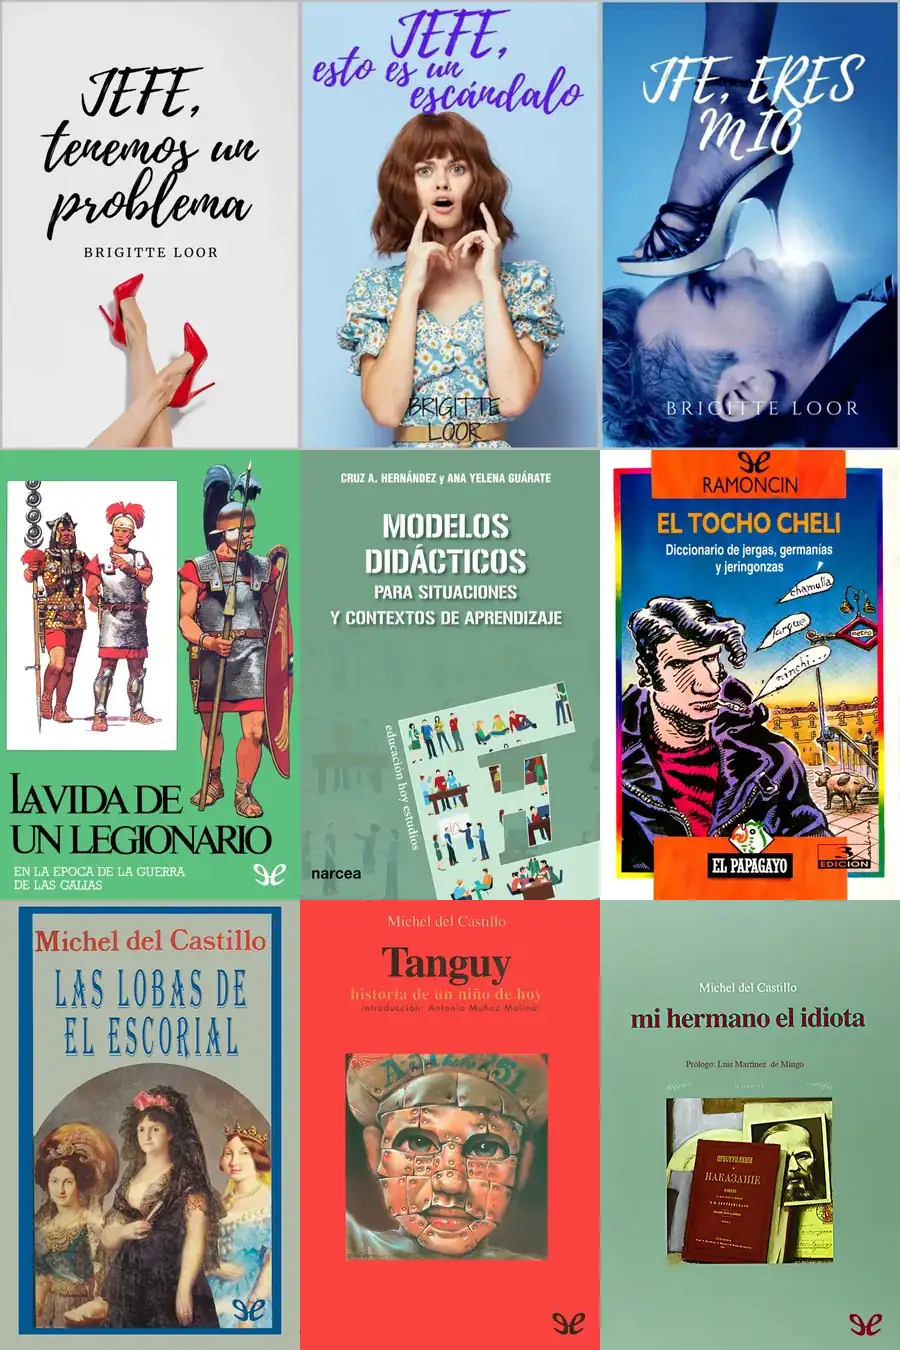 JEFE,
tenemos un
problema
BRIGITTE LOOR
JEFE,
esto es un
escándalo
BRIGITTE
LOOR
JFE, ERES
MÍO
BRIGITTE LOOR
LA VIDA DE
UN LEGIONARIO
EN LA EPOCA DE LA GUERRA
DE LAS GALIAS
CRUZ A. HERNÁNDEZ y ANA YELENA GUÁRATE
MODELOS
DIDÁCTICOS
PARA SITUACIONES
Y CONTEXTOS DE APRENDIZAJE
educación hoy estudios
narcea
RAMONCIN
EL TOCHO CHELI
Diccionario de jergas, germanías
y jeringonzas
chamulla
jarque
ninchi...
metro
EL PAPAGAYO
3
EDICION
Michel del Castillo
LAS LOBAS DE
EL ESCORIAL
Michel del Castillo
Tanguy
historia de un niño de hoy
Introducción: Antonio Muñoz Molina
Michel del Castillo
mi hermano el idiota
Prólogo: Luis Martínez de Mingo
НАКАЗАНІЕ